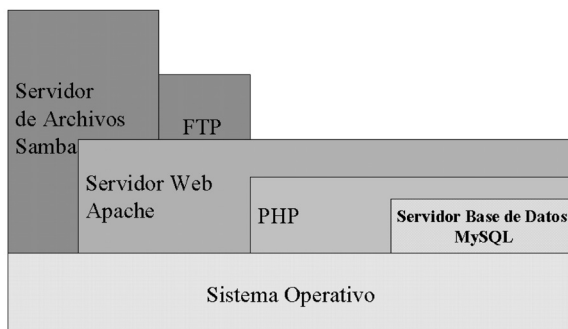 Servidor
de Archivos
Samba
FTP
Servidor Web
Apache
PHP
Servidor Base de Datos
MySQL
Sistema Operativo